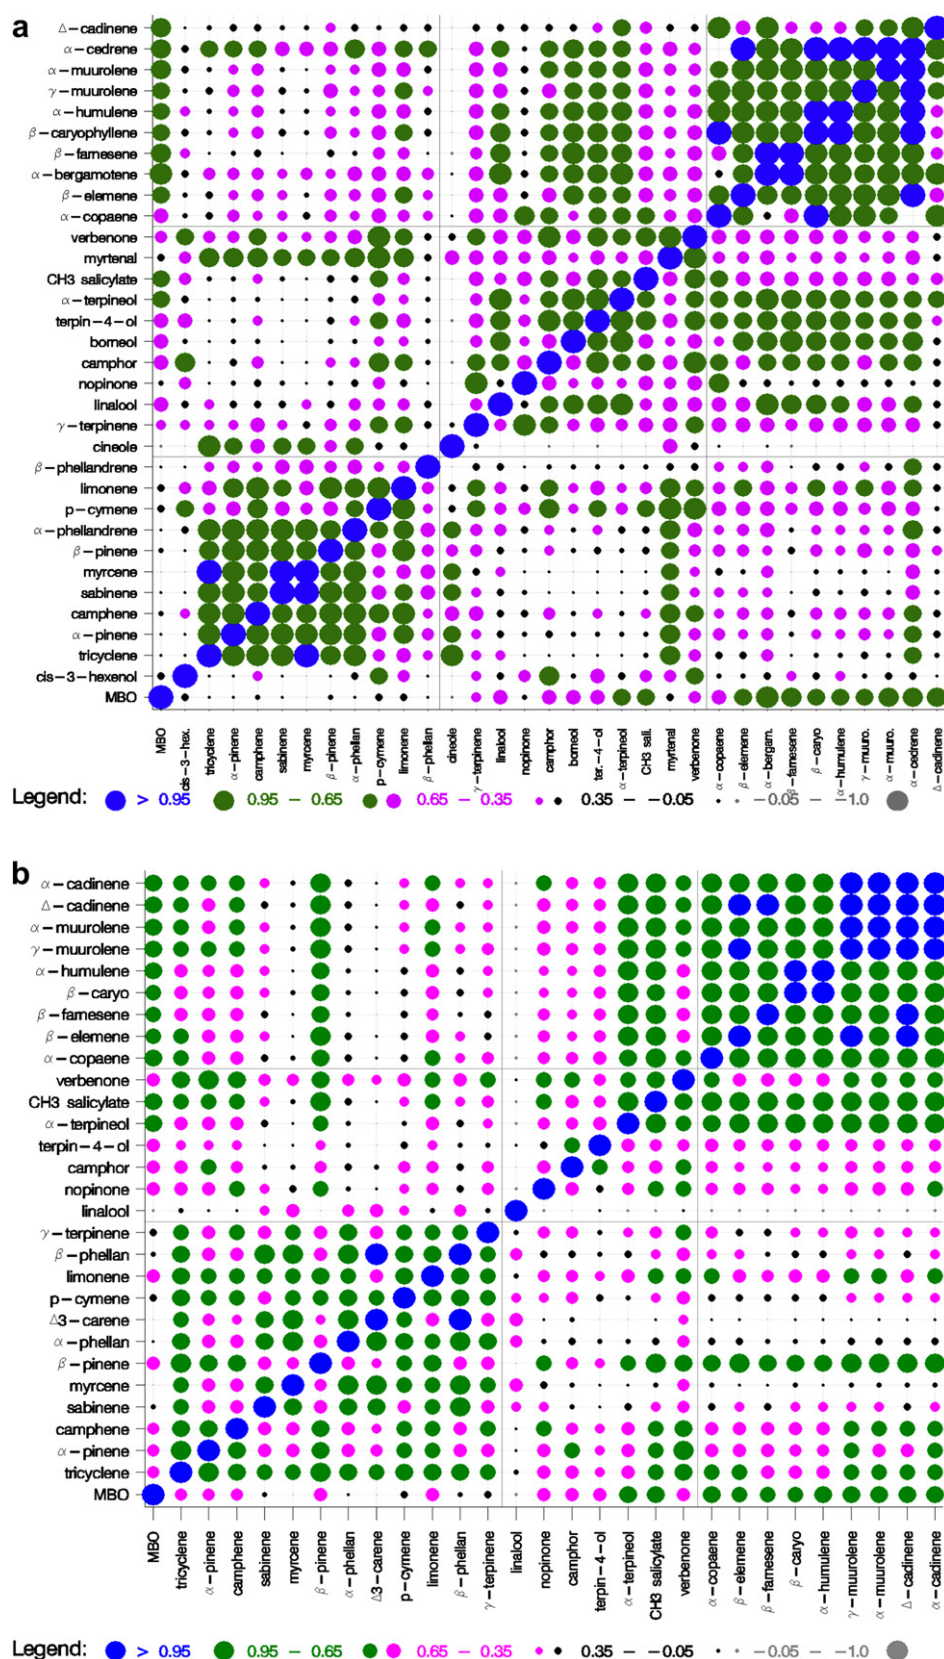 a
Δ−cadinene
α−cedrene
α−muurolene
γ−muurolene
α−humulene
β−caryophyllene
β−farnesene
α−bergamotene
β−elemene
α−copaene
verbenone
myrtenal
CH3 salicylate
α−terpineol
terpin−4−ol
borneol
camphor
nopinone
linalool
γ−terpinene
cineole
β−phellandrene
limonene
p−cymene
α−phellandrene
β−pinene
myrcene
sabinene
camphene
α−pinene
tricyclene
cis−3−hexenol
MBO
MBO
cis−3−hex.
tricyclene
α−pinene
camphene
sabinene
myrcene
β−pinene
α−phellan
p−cymene
limonene
β−phellan
cineole
γ−terpinene
linalool
nopinone
camphor
borneol
ter.−4−ol
α−terpineol
CH3 sali.
myrtenal
verbenone
α−copaene
β−elemene
α−bergam.
β−farnesene
β−caryo
α−humulene
γ−muuro.
α−muuro.
α−cedrene
Δ−cadinene
Legend: > 0.95 0.95 − 0.65 0.65 − 0.35 0.35 − −0.05 −0.05 − −1.0
b
α−cadinene
Δ−cadinene
α−muurolene
γ−muurolene
α−humulene
β−caryo
β−farnesene
β−elemene
α−copaene
verbenone
CH3 salicylate
α−terpineol
terpin−4−ol
camphor
nopinone
linalool
γ−terpinene
β−phellan
limonene
p−cymene
Δ3−carene
α−phellan
β−pinene
myrcene
sabinene
camphene
α−pinene
tricyclene
MBO
MBO
tricyclene
α−pinene
camphene
sabinene
myrcene
β−pinene
α−phellan
Δ3−carene
p−cymene
limonene
β−phellan
γ−terpinene
linalool
nopinone
camphor
terpin−4−ol
α−terpineol
CH3 salicylate
verbenone
α−copaene
β−elemene
β−farnesene
β−caryo
α−humulene
γ−muurolene
α−muurolene
Δ−cadinene
α−cadinene
Legend: > 0.95 0.95 − 0.65 0.65 − 0.35 0.35 − −0.05 −0.05 − −1.0